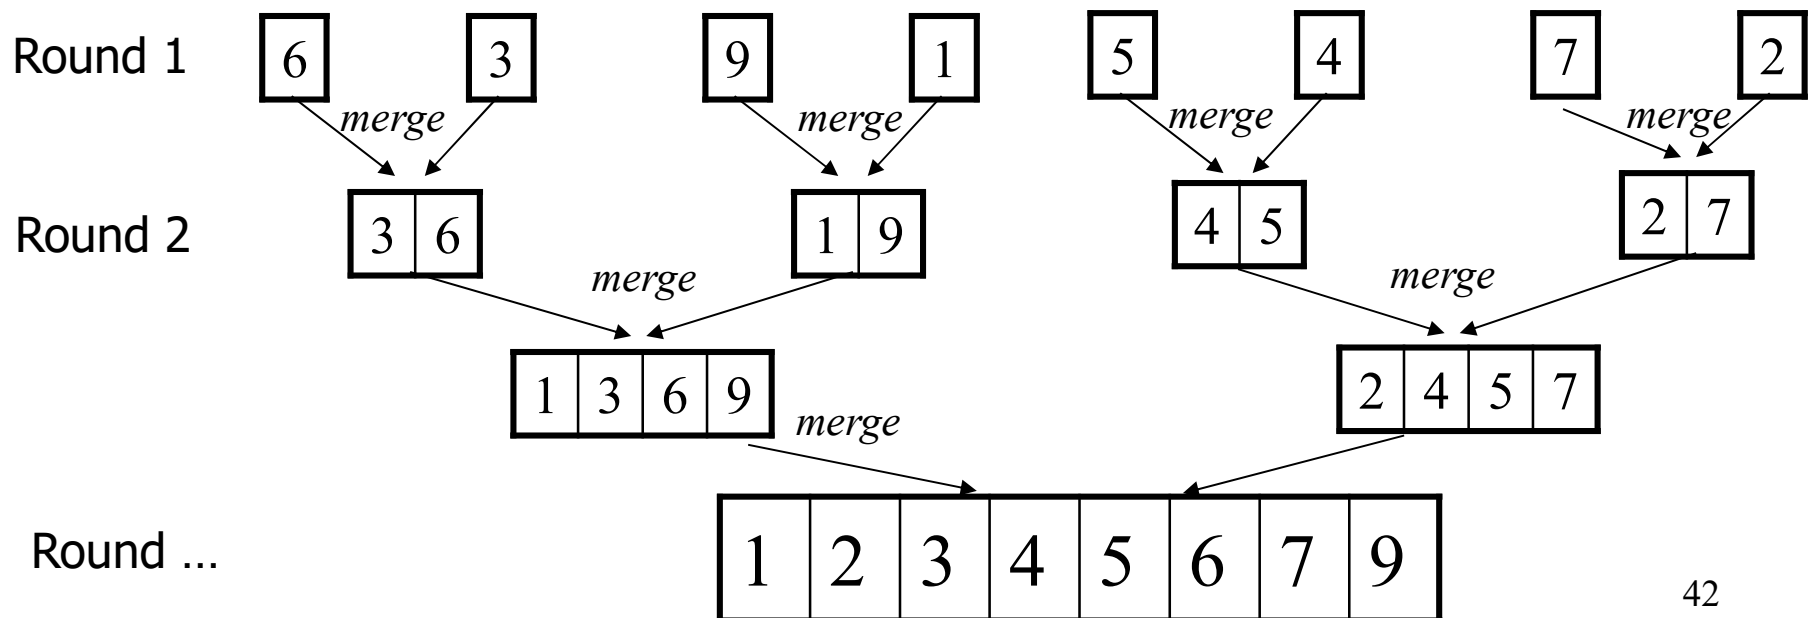 Round 1 6 3 9 1 5 4 7 2
merge merge merge merge
Round 2 3 6 1 9 4 5 2 7
merge merge
1 3 6 9 2 4 5 7
merge
Round … 1 2 3 4 5 6 7 9
42